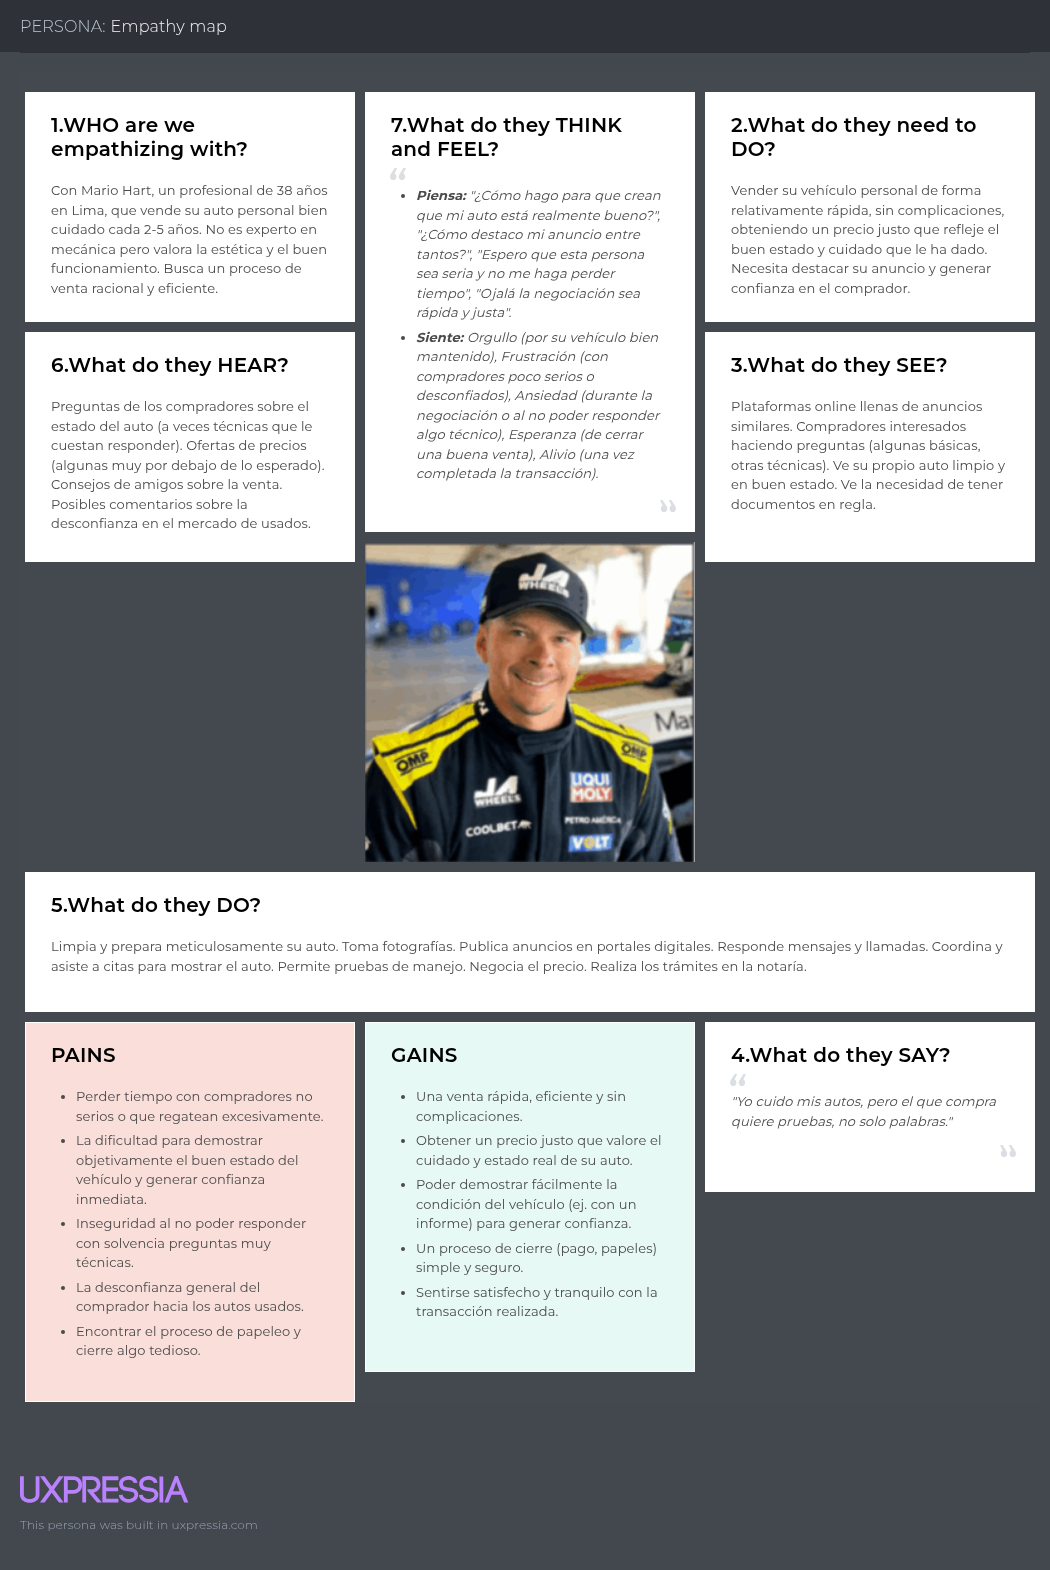 PERSONA: Empathy map
1.WHO are we
empathizing with?
Con Mario Hart, un profesional de 38 años
en Lima, que vende su auto personal bien
cuidado cada 2-5 años. No es experto en
mecánica pero valora la estética y el buen
funcionamiento. Busca un proceso de
venta racional y eficiente.
7.What do they THINK
and FEEL?
“
• Piensa: "¿Cómo hago para que crean
que mi auto está realmente bueno?",
"¿Cómo destaco mi anuncio entre
tantos?", "Espero que esta persona
sea seria y no me haga perder
tiempo", "Ojalá la negociación sea
rápida y justa".
• Siente: Orgullo (por su vehículo bien
mantenido), Frustración (con
compradores poco serios o
desconfiados), Ansiedad (durante la
negociación o al no poder responder
algo técnico), Esperanza (de cerrar
una buena venta), Alivio (una vez
completada la transacción).
”
2.What do they need to
DO?
Vender su vehículo personal de forma
relativamente rápida, sin complicaciones,
obteniendo un precio justo que refleje el
buen estado y cuidado que le ha dado.
Necesita destacar su anuncio y generar
confianza en el comprador.
6.What do they HEAR?
Preguntas de los compradores sobre el
estado del auto (a veces técnicas que le
cuestan responder). Ofertas de precios
(algunas muy por debajo de lo esperado).
Consejos de amigos sobre la venta.
Posibles comentarios sobre la
desconfianza en el mercado de usados.
3.What do they SEE?
Plataformas online llenas de anuncios
similares. Compradores interesados
haciendo preguntas (algunas básicas,
otras técnicas). Ve su propio auto limpio y
en buen estado. Ve la necesidad de tener
documentos en regla.
JA
WHEELS
Mar
OMP
OMP
JA
WHEELS
LIQUI
MOLY
COOLBET
PETRO AMÉRICA
VOLT
5.What do they DO?
Limpia y prepara meticulosamente su auto. Toma fotografías. Publica anuncios en portales digitales. Responde mensajes y llamadas. Coordina y
asiste a citas para mostrar el auto. Permite pruebas de manejo. Negocia el precio. Realiza los trámites en la notaría.
PAINS
• Perder tiempo con compradores no
serios o que regatean excesivamente.
• La dificultad para demostrar
objetivamente el buen estado del
vehículo y generar confianza
inmediata.
• Inseguridad al no poder responder
con solvencia preguntas muy
técnicas.
• La desconfianza general del
comprador hacia los autos usados.
• Encontrar el proceso de papeleo y
cierre algo tedioso.
GAINS
• Una venta rápida, eficiente y sin
complicaciones.
• Obtener un precio justo que valore el
cuidado y estado real de su auto.
• Poder demostrar fácilmente la
condición del vehículo (ej. con un
informe) para generar confianza.
• Un proceso de cierre (pago, papeles)
simple y seguro.
• Sentirse satisfecho y tranquilo con la
transacción realizada.
4.What do they SAY?
“
"Yo cuido mis autos, pero el que compra
quiere pruebas, no solo palabras."
”
UXPRESSIA
This persona was built in uxpressia.com